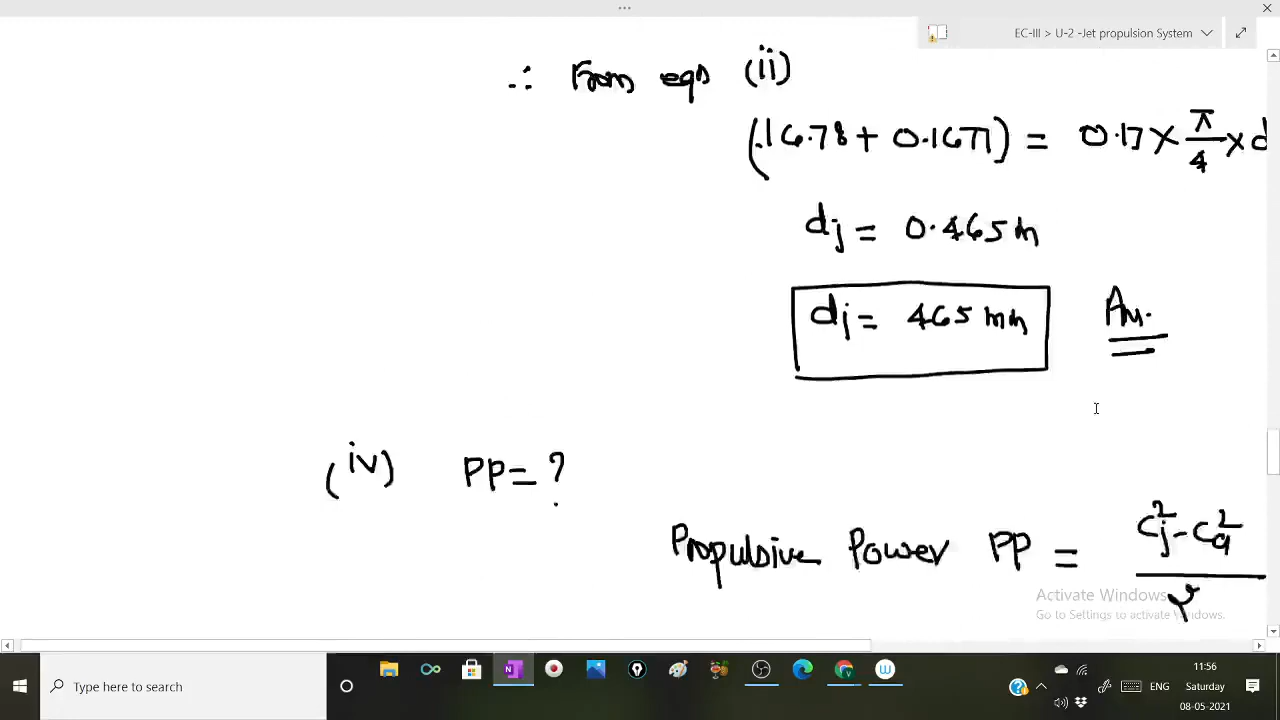 ...
EC-III > U-2 -Jet propulsion System
∴ From eqn (ii)
(16.78 + 0.1677) = 0.17 × π/4 × d
dj = 0.465 m
dj = 465 mm Ans.
(iv) PP = ?
Propulsive Power PP = (Cj² - Ca²)/2
Activate Windows
Go to Settings to activate Windows.
Type here to search
ENG
11:56
Saturday
08-05-2021